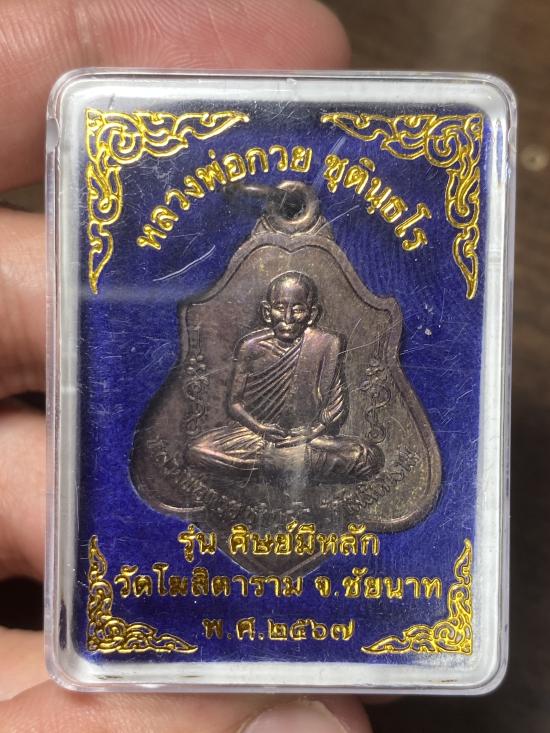 หลวงพ่อกวย ชุตินฺธโร
รุ่น ศิษย์มีหลัก
วัดโฆสิตาราม จ.ชัยนาท
พ.ศ.๒๕๖๗